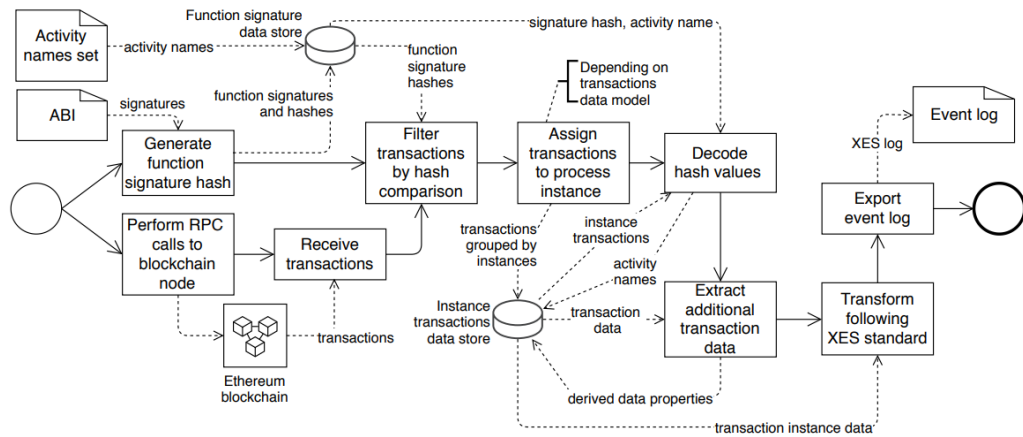 Activity
names set
activity names
Function signature
data store
signature hash, activity name
function
signature
hashes
Depending on
transactions
data model
ABI
signatures
function signatures
and hashes
Generate
function
signature hash
Filter
transactions
by hash
comparison
Assign
transactions
to process
instance
Decode
hash values
Event log
XES log
Export
event log
Perform RPC
calls to
blockchain
node
Receive
transactions
transactions
grouped by
instances
instance
transactions
activity
names
Instance
transactions
data store
transaction
data
Extract
additional
transaction
data
Transform
following
XES standard
transactions
Ethereum
blockchain
derived data properties
transaction instance data